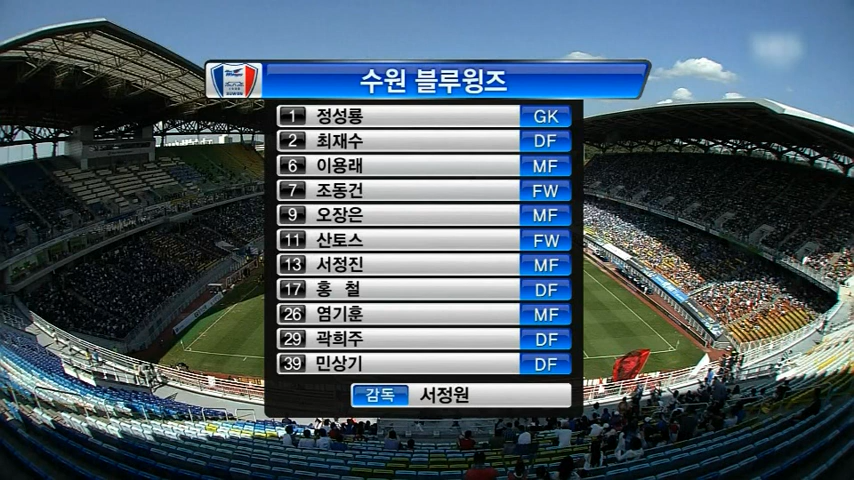 수원 블루윙즈
1 정성룡 GK
2 최재수 DF
6 이용래 MF
7 조동건 FW
9 오장은 MF
11 산토스 FW
13 서정진 MF
17 홍 철 DF
26 염기훈 MF
29 곽희주 DF
39 민상기 DF
감독 서정원